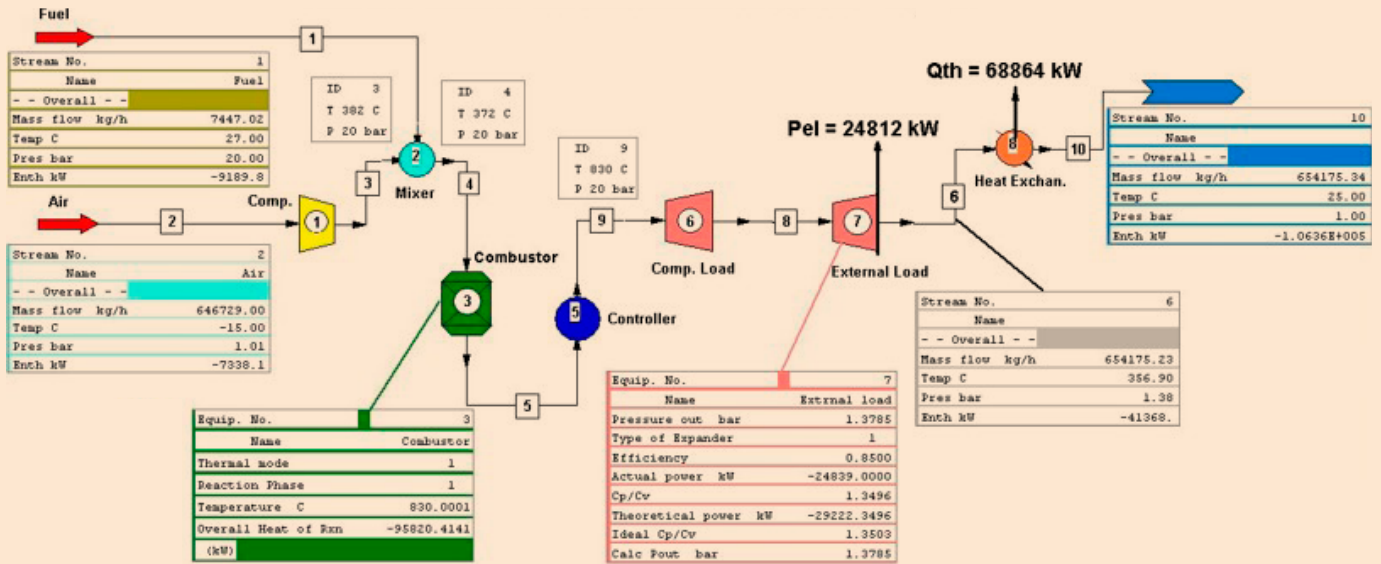 Fuel
1
Stream No. 1
Name Fuel
- - Overall - -
Mass flow kg/h 7447.02
Temp C 27.00
Pres bar 20.00
Enth kW -9189.8
ID 3
T 382 C
P 20 bar
ID 4
T 372 C
P 20 bar
2
Mixer
3
4
Air
2
Comp.
1
Stream No. 2
Name Air
- - Overall - -
Mass flow kg/h 646729.00
Temp C -15.00
Pres bar 1.01
Enth kW -7338.1
Combustor
3
5
Equip. No. 3
Name Combustor
Thermal mode 1
Reaction Phase 1
Temperature C 830.0001
Overall Heat of Rxn -95820.4141
(kW)
5
Controller
ID 9
T 830 C
P 20 bar
9
6
Comp. Load
8
Pel = 24812 kW
7
External Load
Equip. No. 7
Name Extrnal load
Pressure out bar 1.3785
Type of Expander 1
Efficiency 0.8500
Actual power kW -24839.0000
Cp/Cv 1.3496
Theoretical power kW -29222.3496
Ideal Cp/Cv 1.3503
Calc Pout bar 1.3785
6
Qth = 68864 kW
8
Heat Exchan.
10
Stream No. 10
Name
- - Overall - -
Mass flow kg/h 654175.34
Temp C 25.00
Pres bar 1.00
Enth kW -1.0636E+005
Stream No. 6
Name
- - Overall - -
Mass flow kg/h 654175.23
Temp C 356.90
Pres bar 1.38
Enth kW -41368.